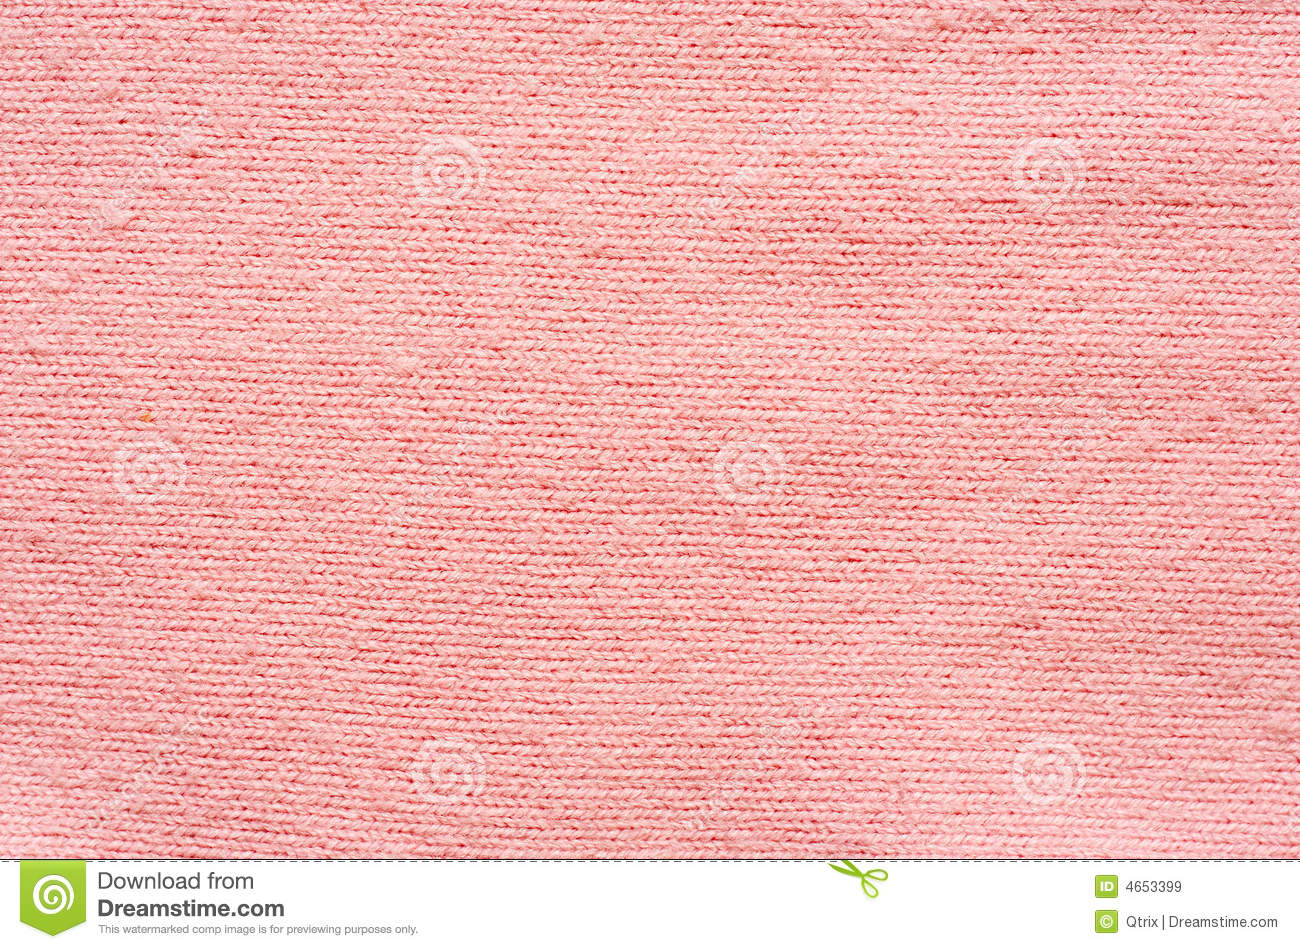 Download from
Dreamstime.com
This watermarked comp image is for previewing purposes only.
ID 4653399
© Qtrix | Dreamstime.com